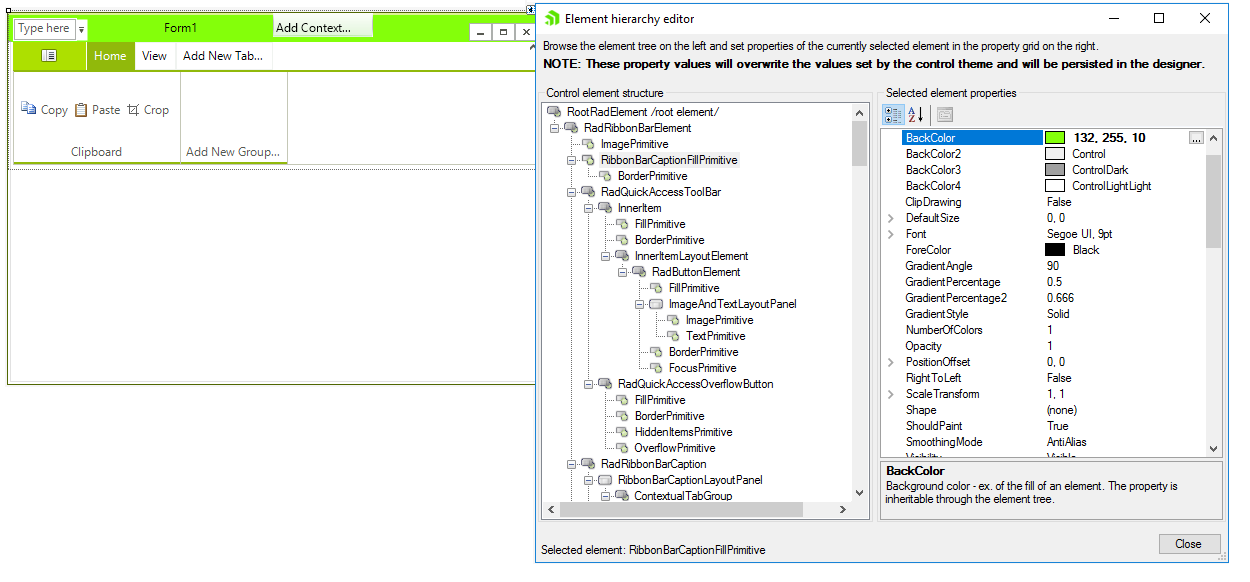 Type here
Form1
Add Context...
Home
View
Add New Tab...
Copy
Paste
Crop
Clipboard
Add New Group...
Element hierarchy editor
Browse the element tree on the left and set properties of the currently selected element in the property grid on the right.
NOTE: These property values will overwrite the values set by the control theme and will be persisted in the designer.
Control element structure
RootRadElement /root element/
RadRibbonBarElement
ImagePrimitive
RibbonBarCaptionFillPrimitive
BorderPrimitive
RadQuickAccessToolBar
InnerItem
FillPrimitive
BorderPrimitive
InnerItemLayoutElement
RadButtonElement
FillPrimitive
ImageAndTextLayoutPanel
ImagePrimitive
TextPrimitive
BorderPrimitive
FocusPrimitive
RadQuickAccessOverflowButton
FillPrimitive
BorderPrimitive
HiddenItemsPrimitive
OverflowPrimitive
RadRibbonBarCaption
RibbonBarCaptionLayoutPanel
ContextualTabGroup
Selected element: RibbonBarCaptionFillPrimitive
Selected element properties
BackColor 132, 255, 10 ...
BackColor2 Control
BackColor3 ControlDark
BackColor4 ControlLightLight
ClipDrawing False
DefaultSize 0, 0
Font Segoe UI, 9pt
ForeColor Black
GradientAngle 90
GradientPercentage 0.5
GradientPercentage2 0.666
GradientStyle Solid
NumberOfColors 1
Opacity 1
PositionOffset 0, 0
RightToLeft False
ScaleTransform 1, 1
Shape (none)
ShouldPaint True
SmoothingMode AntiAlias
Visibility Visible
BackColor
Background color - ex. of the fill of an element. The property is
inheritable through the element tree.
Close